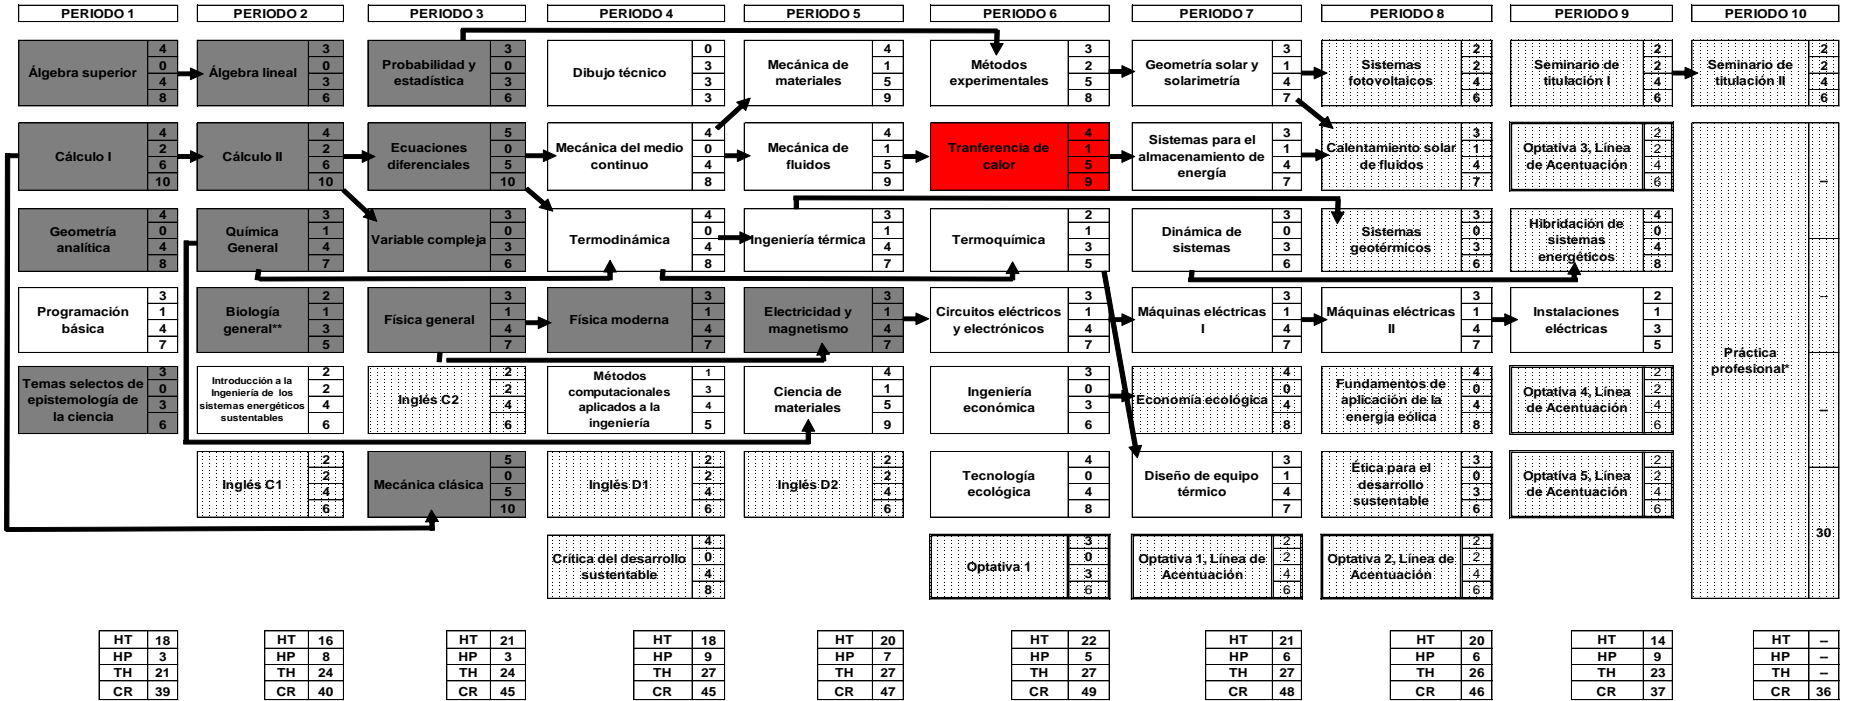 PERIODO 1
PERIODO 2
PERIODO 3
PERIODO 4
PERIODO 5
PERIODO 6
PERIODO 7
PERIODO 8
PERIODO 9
PERIODO 10
Álgebra superior
4
0
4
8
Álgebra lineal
3
0
3
6
Probabilidad y
estadística
3
0
3
6
Dibujo técnico
0
3
3
3
Mecánica de
materiales
4
1
5
9
Métodos
experimentales
3
2
5
8
Geometría solar y
solarimetría
3
1
4
7
Sistemas
fotovoltaicos
2
2
4
6
Seminario de
titulación I
2
2
4
6
Seminario de
titulación II
2
2
4
6
Cálculo I
4
2
6
10
Cálculo II
4
2
6
10
Ecuaciones
diferenciales
5
0
5
10
Mecánica del medio
continuo
4
0
4
8
Mecánica de
fluidos
4
1
5
9
Tranferencia de
calor
4
1
5
9
Sistemas para el
almacenamiento de
energía
3
1
4
7
Calentamiento solar
de fluidos
3
1
4
7
Optativa 3, Línea
de Acentuación
2
2
4
6
Práctica
profesional*
--
--
--
30
Geometría
analítica
4
0
4
8
Química
General
3
1
4
7
Variable compleja
3
0
3
6
Termodinámica
4
0
4
8
Ingeniería térmica
3
1
4
7
Termoquímica
2
1
3
5
Dinámica de
sistemas
3
0
3
6
Sistemas
geotérmicos
3
0
3
6
Hibridación de
sistemas
energéticos
4
0
4
8
Programación
básica
3
1
4
7
Biología
general**
2
1
3
5
Física general
3
1
4
7
Física moderna
3
1
4
7
Electricidad y
magnetismo
3
1
4
7
Circuitos eléctricos
y electrónicos
3
1
4
7
Máquinas eléctricas
I
3
1
4
7
Máquinas eléctricas
II
3
1
4
7
Instalaciones
eléctricas
2
1
3
5
Temas selectos de
epistemología de
la ciencia
3
0
3
6
Introducción a la
Ingeniería de los
sistemas energéticos
sustentables
2
2
4
6
Inglés C2
2
2
4
6
Métodos
computacionales
aplicados a la
ingeniería
1
3
4
5
Ciencia de
materiales
4
1
5
9
Ingeniería
económica
3
0
3
6
Economía ecológica
4
0
4
8
Fundamentos de
aplicación de la
energía eólica
4
0
4
8
Optativa 4, Línea
de Acentuación
2
2
4
6
Inglés C1
2
2
4
6
Mecánica clásica
5
0
5
10
Inglés D1
2
2
4
6
Inglés D2
2
2
4
6
Tecnología
ecológica
4
0
4
8
Diseño de equipo
térmico
3
1
4
7
Ética para el
desarrollo
sustentable
3
0
3
6
Optativa 5, Línea
de Acentuación
2
2
4
6
Crítica del desarrollo
sustentable
4
0
4
8
Optativa 1
3
0
3
6
Optativa 1, Línea de
Acentuación
2
2
4
6
Optativa 2, Línea de
Acentuación
2
2
4
6
HT 18
HP 3
TH 21
CR 39
HT 16
HP 8
TH 24
CR 40
HT 21
HP 3
TH 24
CR 45
HT 18
HP 9
TH 27
CR 45
HT 20
HP 7
TH 27
CR 47
HT 22
HP 5
TH 27
CR 49
HT 21
HP 6
TH 27
CR 48
HT 20
HP 6
TH 26
CR 46
HT 14
HP 9
TH 23
CR 37
HT --
HP --
TH --
CR 36